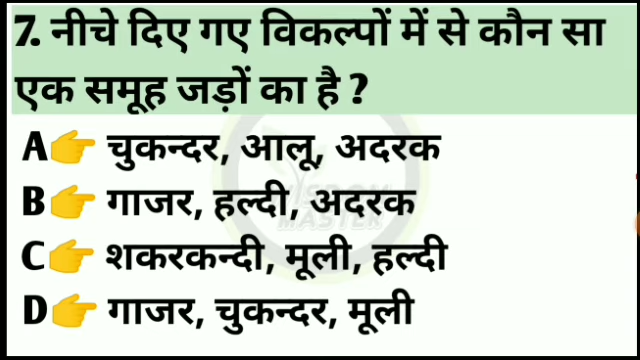 7. नीचे दिए गए विकल्पों में से कौन सा
एक समूह जड़ों का है ?
A👉 चुकन्दर, आलू, अदरक
B👉 गाजर, हल्दी, अदरक
C👉 शकरकन्दी, मूली, हल्दी
D👉 गाजर, चुकन्दर, मूली